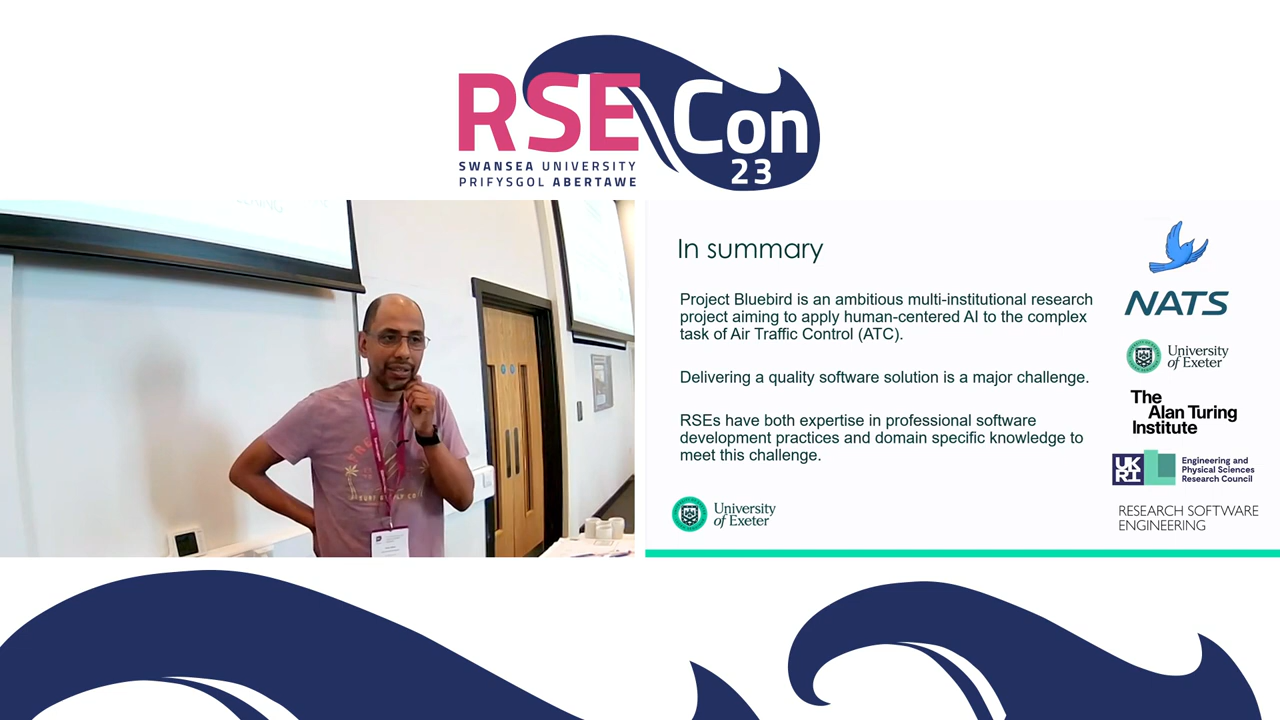 RSE Con
23
SWANSEA UNIVERSITY
PRIFYSGOL ABERTAWE
In summary
Project Bluebird is an ambitious multi-institutional research
project aiming to apply human-centered AI to the complex
task of Air Traffic Control (ATC).
Delivering a quality software solution is a major challenge.
RSEs have both expertise in professional software
development practices and domain specific knowledge to
meet this challenge.
University
of Exeter
NATS
University
of Exeter
The
Alan Turing
Institute
UK
RI
Engineering and
Physical Sciences
Research Council
RESEARCH SOFTWARE
ENGINEERING